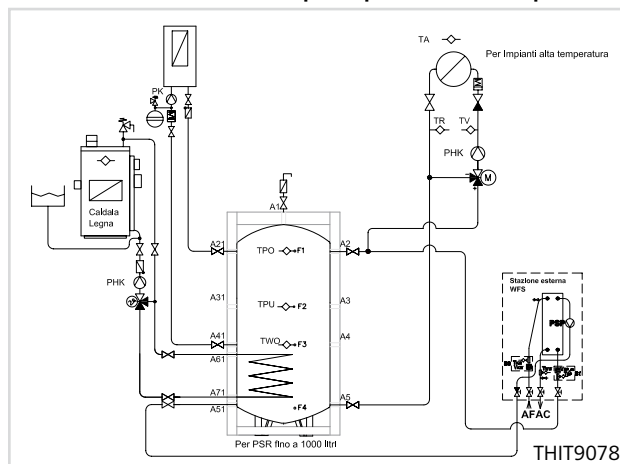 TA
Per Impianti alta temperatura
PK
TR
TV
PHK
M
Caldaia
Legna
A1
PHK
A21
TPO
F1
A2
Stazione esterna
WFS
A31
TPU
F2
A3
PSP
A41
TWO
F3
A4
A61
A71
A51
F4
A5
AFAC
Per PSR fino a 1000 litri
THIT9078